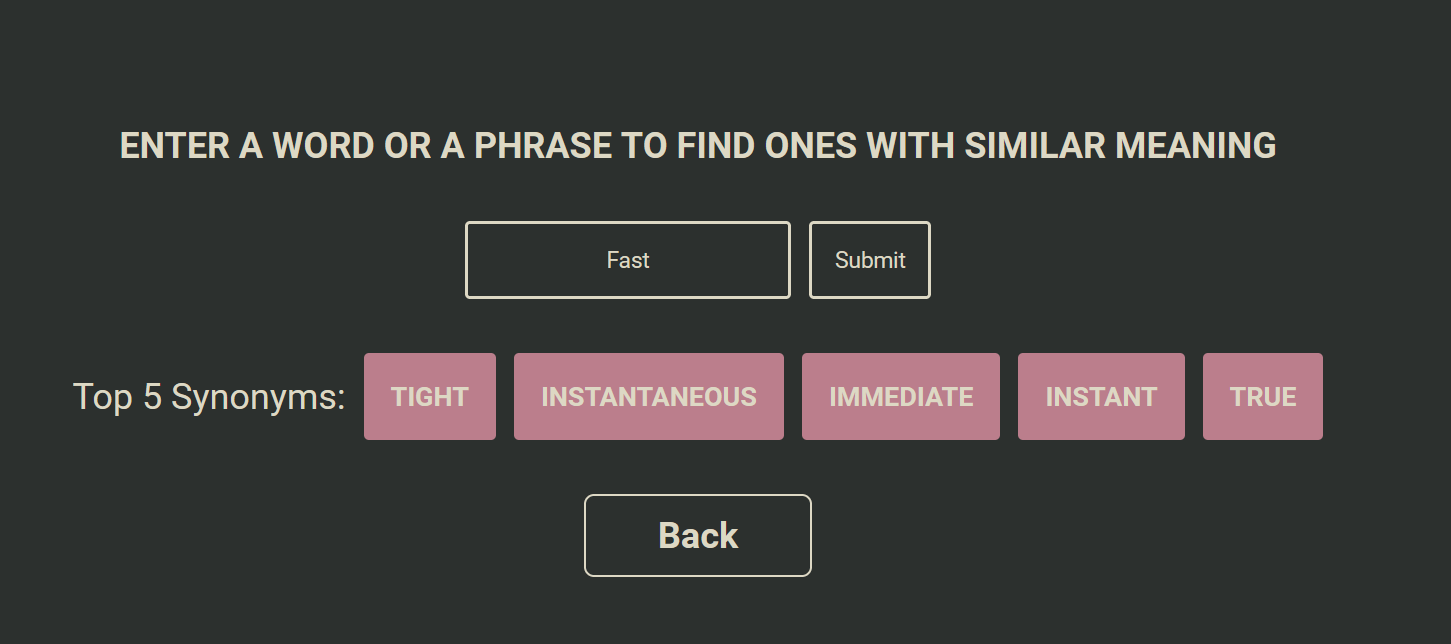 ENTER A WORD OR A PHRASE TO FIND ONES WITH SIMILAR MEANING
Fast Submit
Top 5 Synonyms: TIGHT INSTANTANEOUS IMMEDIATE INSTANT TRUE
Back